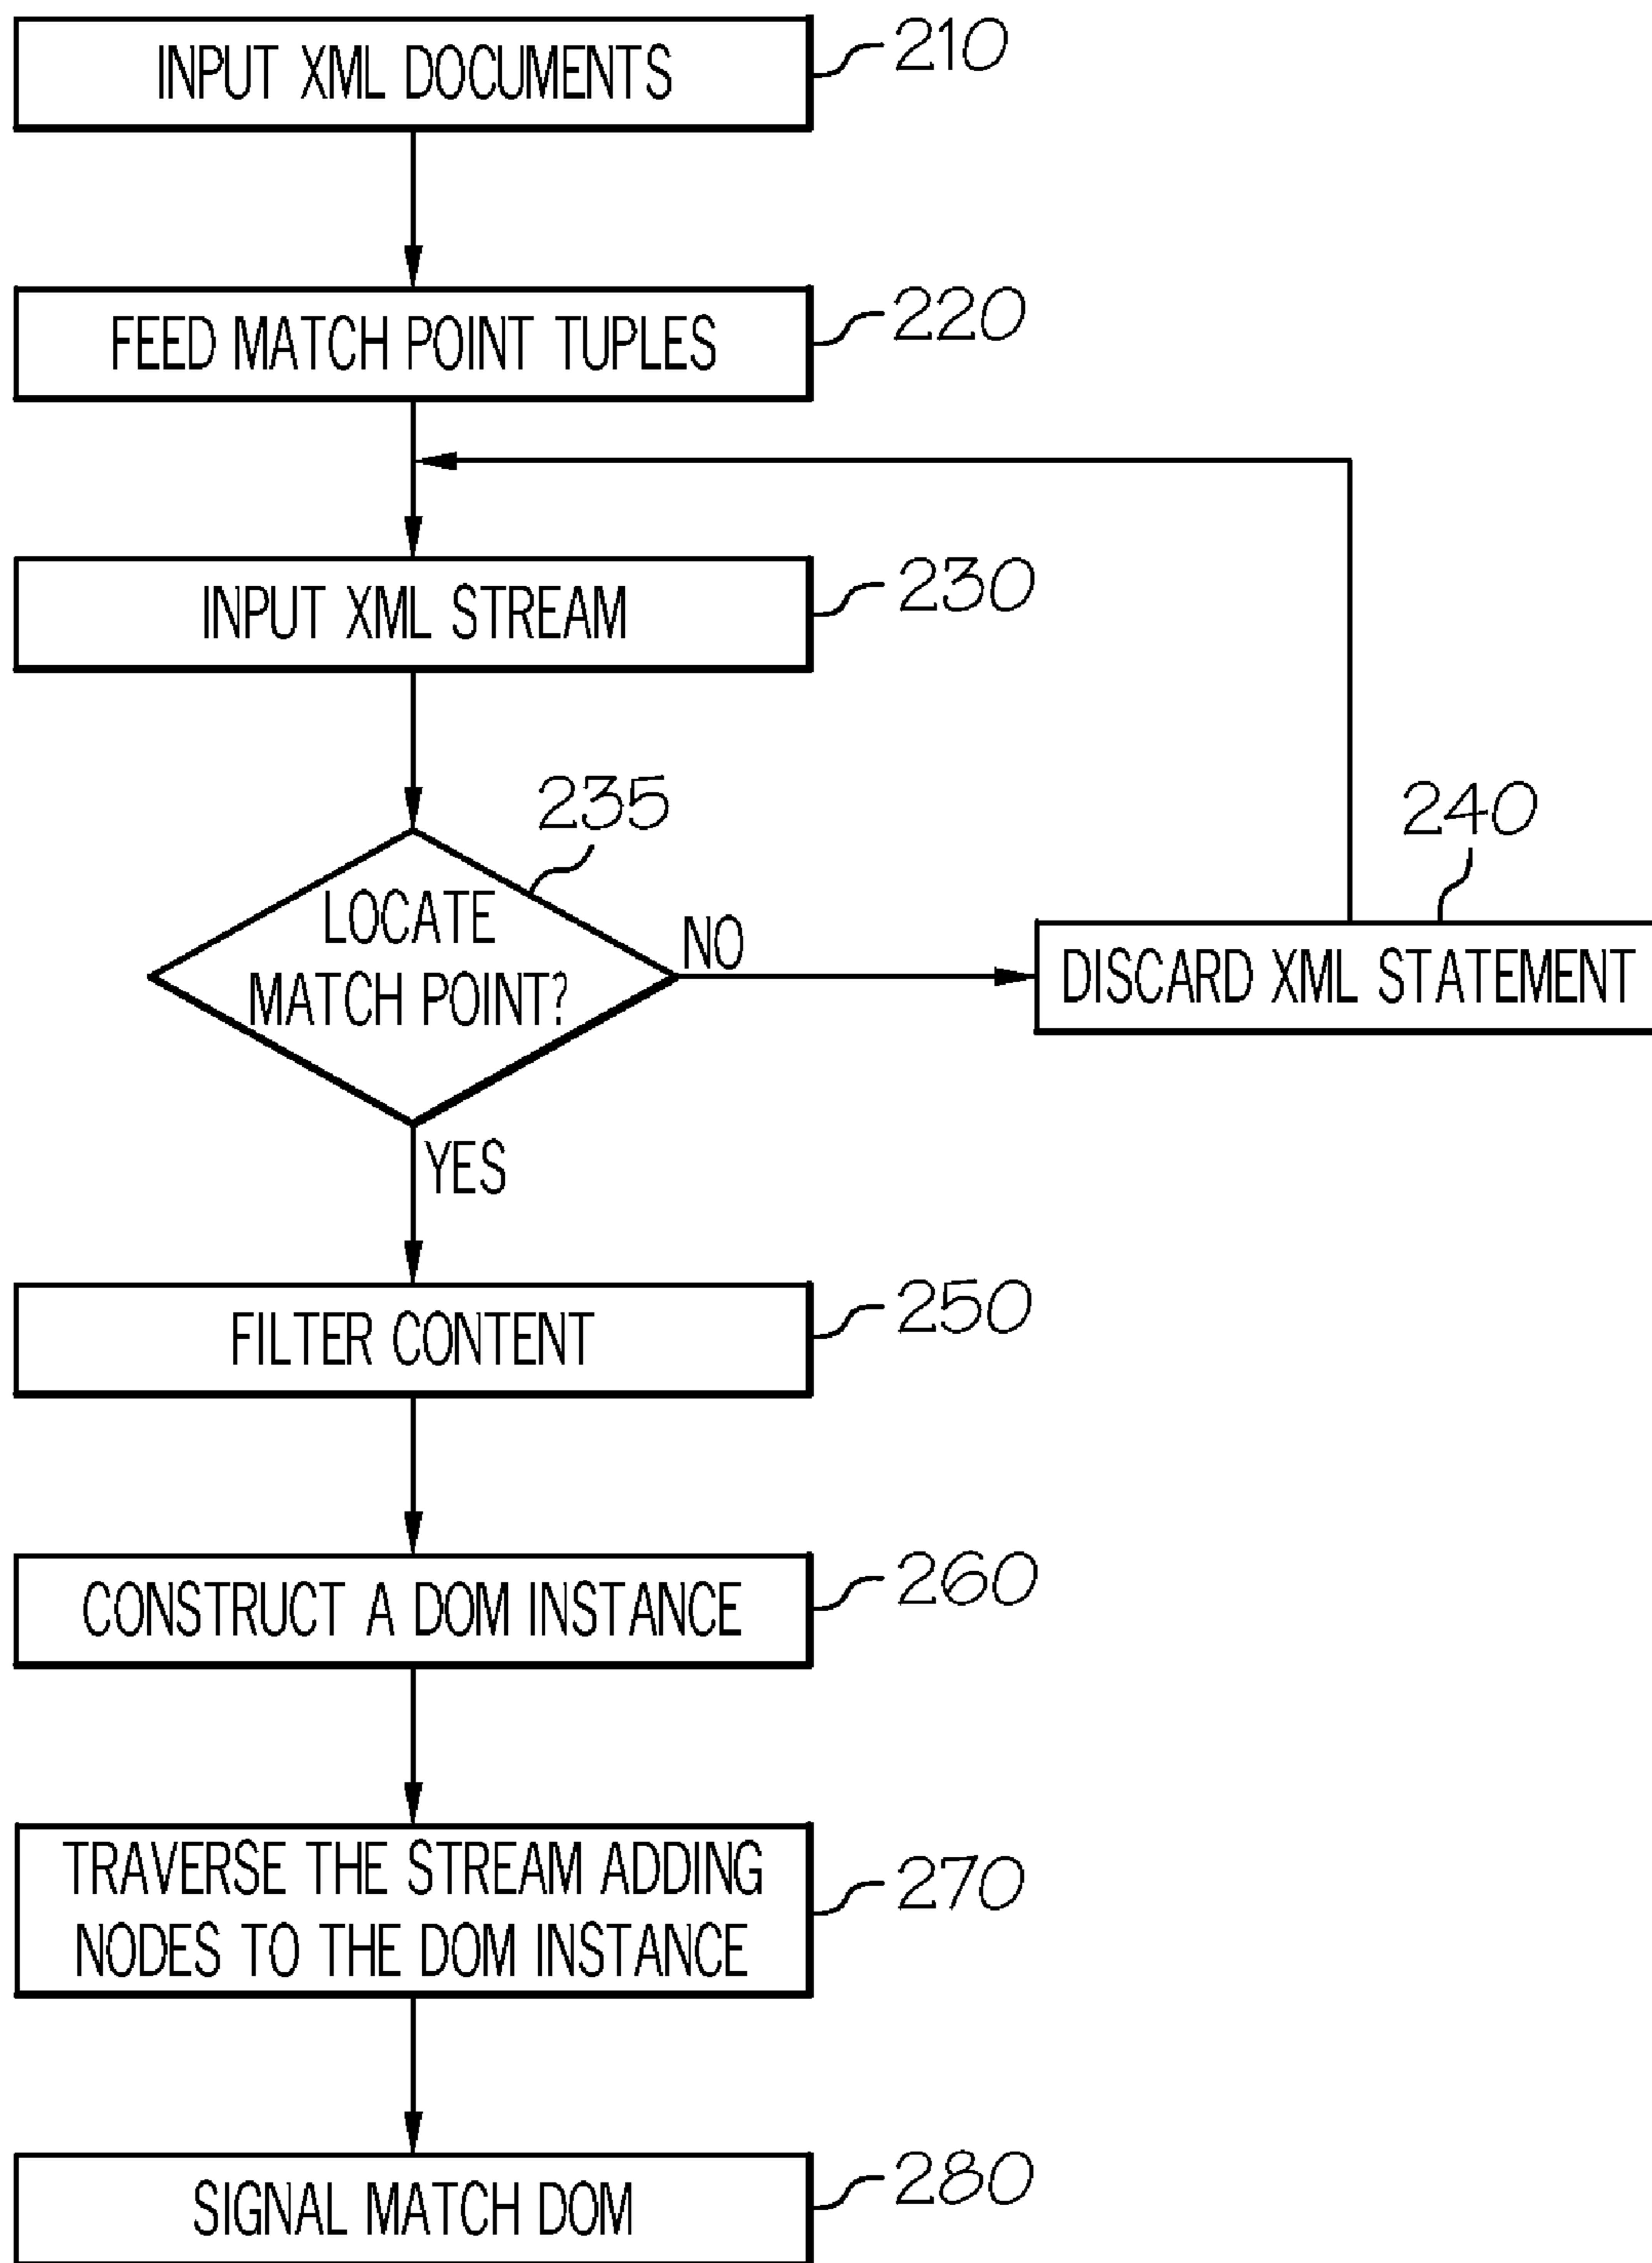 INPUT XML DOCUMENTS
210
FEED MATCH POINT TUPLES
220
INPUT XML STREAM
230
235
LOCATE
MATCH POINT?
NO
240
DISCARD XML STATEMENT
YES
FILTER CONTENT
250
CONSTRUCT A DOM INSTANCE
260
TRAVERSE THE STREAM ADDING
NODES TO THE DOM INSTANCE
270
SIGNAL MATCH DOM
280